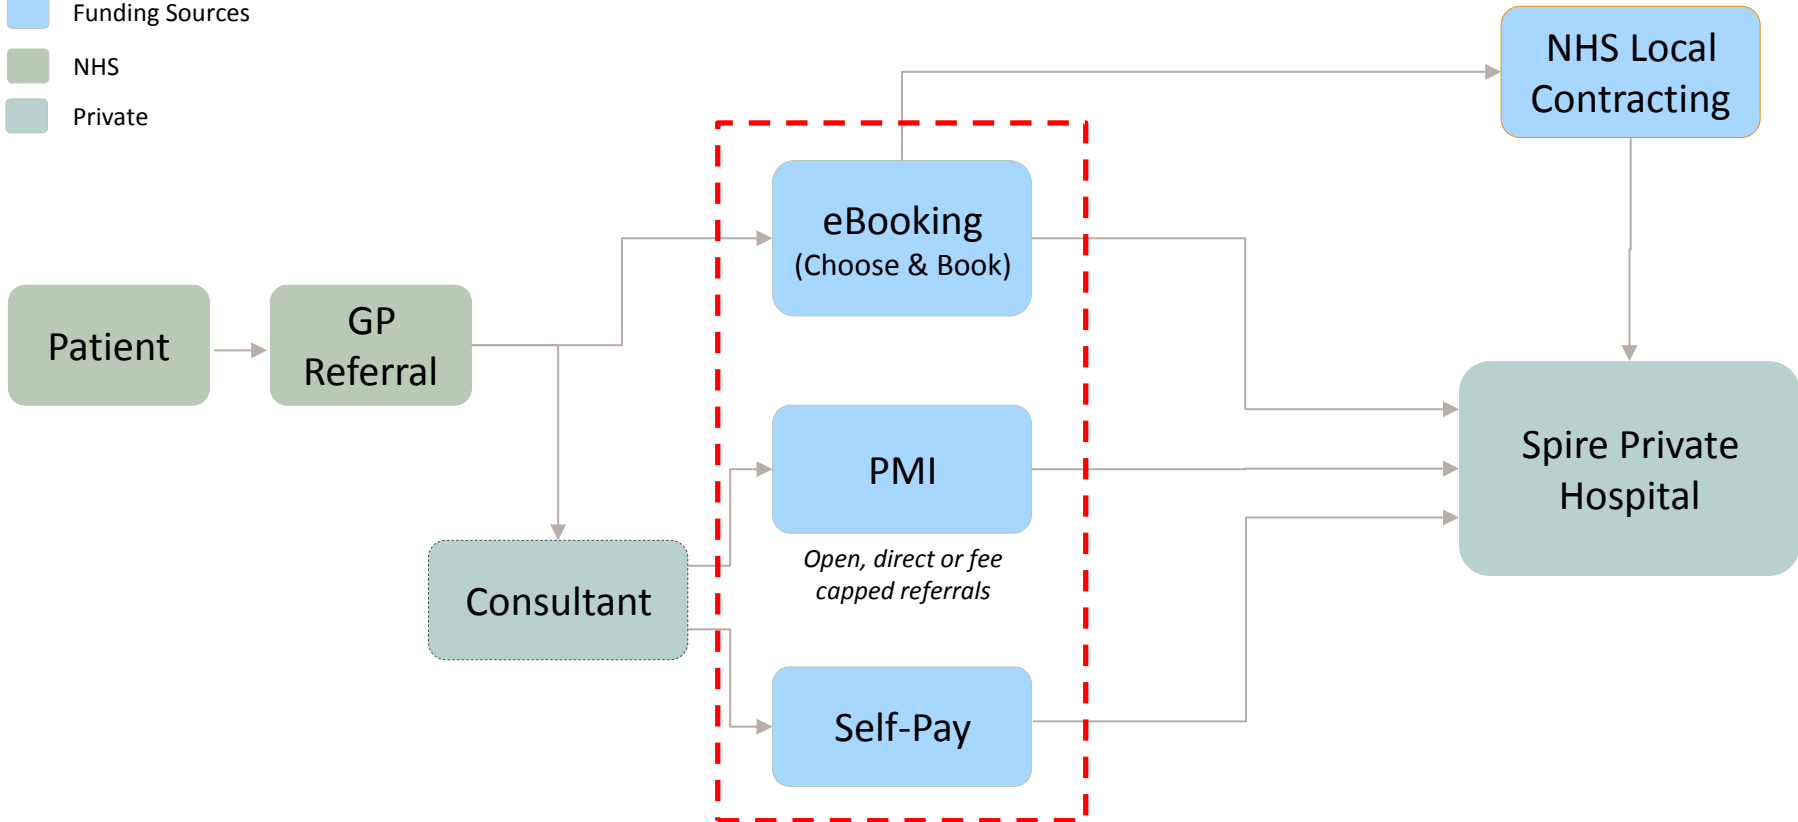 Funding Sources
NHS
Private
NHS Local
Contracting
eBooking
(Choose & Book)
Patient
GP
Referral
PMI
Open, direct or fee
capped referrals
Spire Private
Hospital
Consultant
Self-Pay